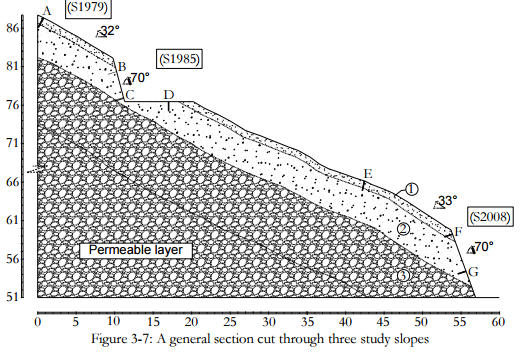 A
(S1979)
86
32°
B
(S1985)
81
70°
C
D
76
71
E
66
①
33°
(S2008)
61
②
F
70°
56
Permeable layer
③
G
51
0 5 10 15 20 25 30 35 40 45 50 55 60
Figure 3-7: A general section cut through three study slopes